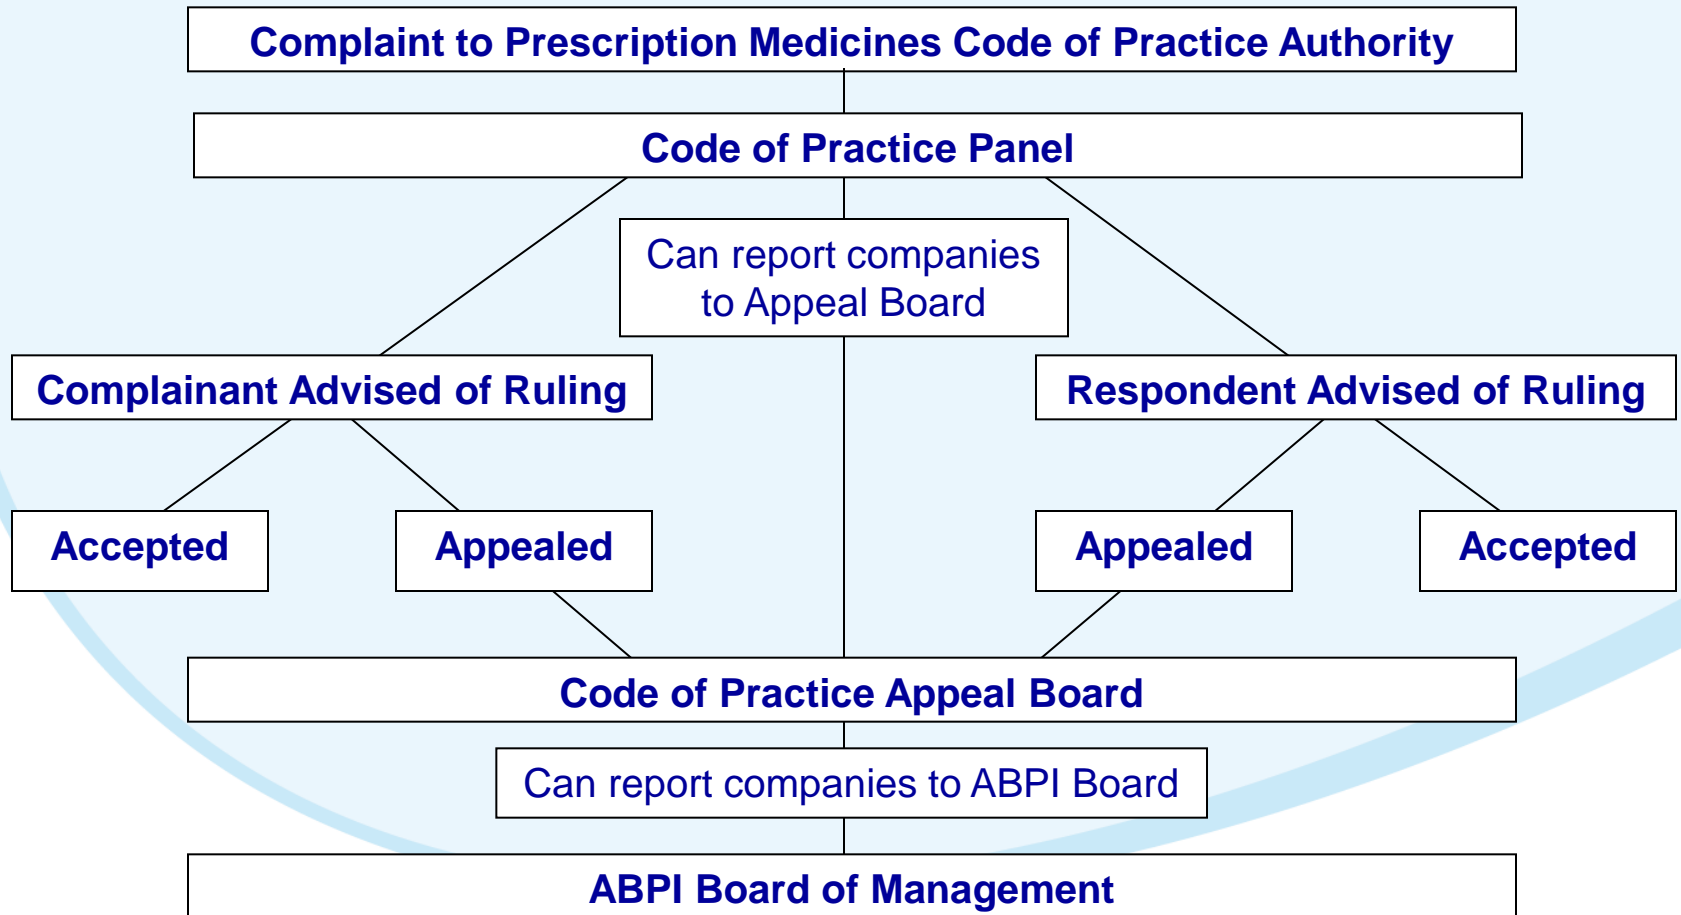 Complaint to Prescription Medicines Code of Practice Authority
Code of Practice Panel
Can report companies
to Appeal Board
Complainant Advised of Ruling
Respondent Advised of Ruling
Accepted
Appealed
Appealed
Accepted
Code of Practice Appeal Board
Can report companies to ABPI Board
ABPI Board of Management